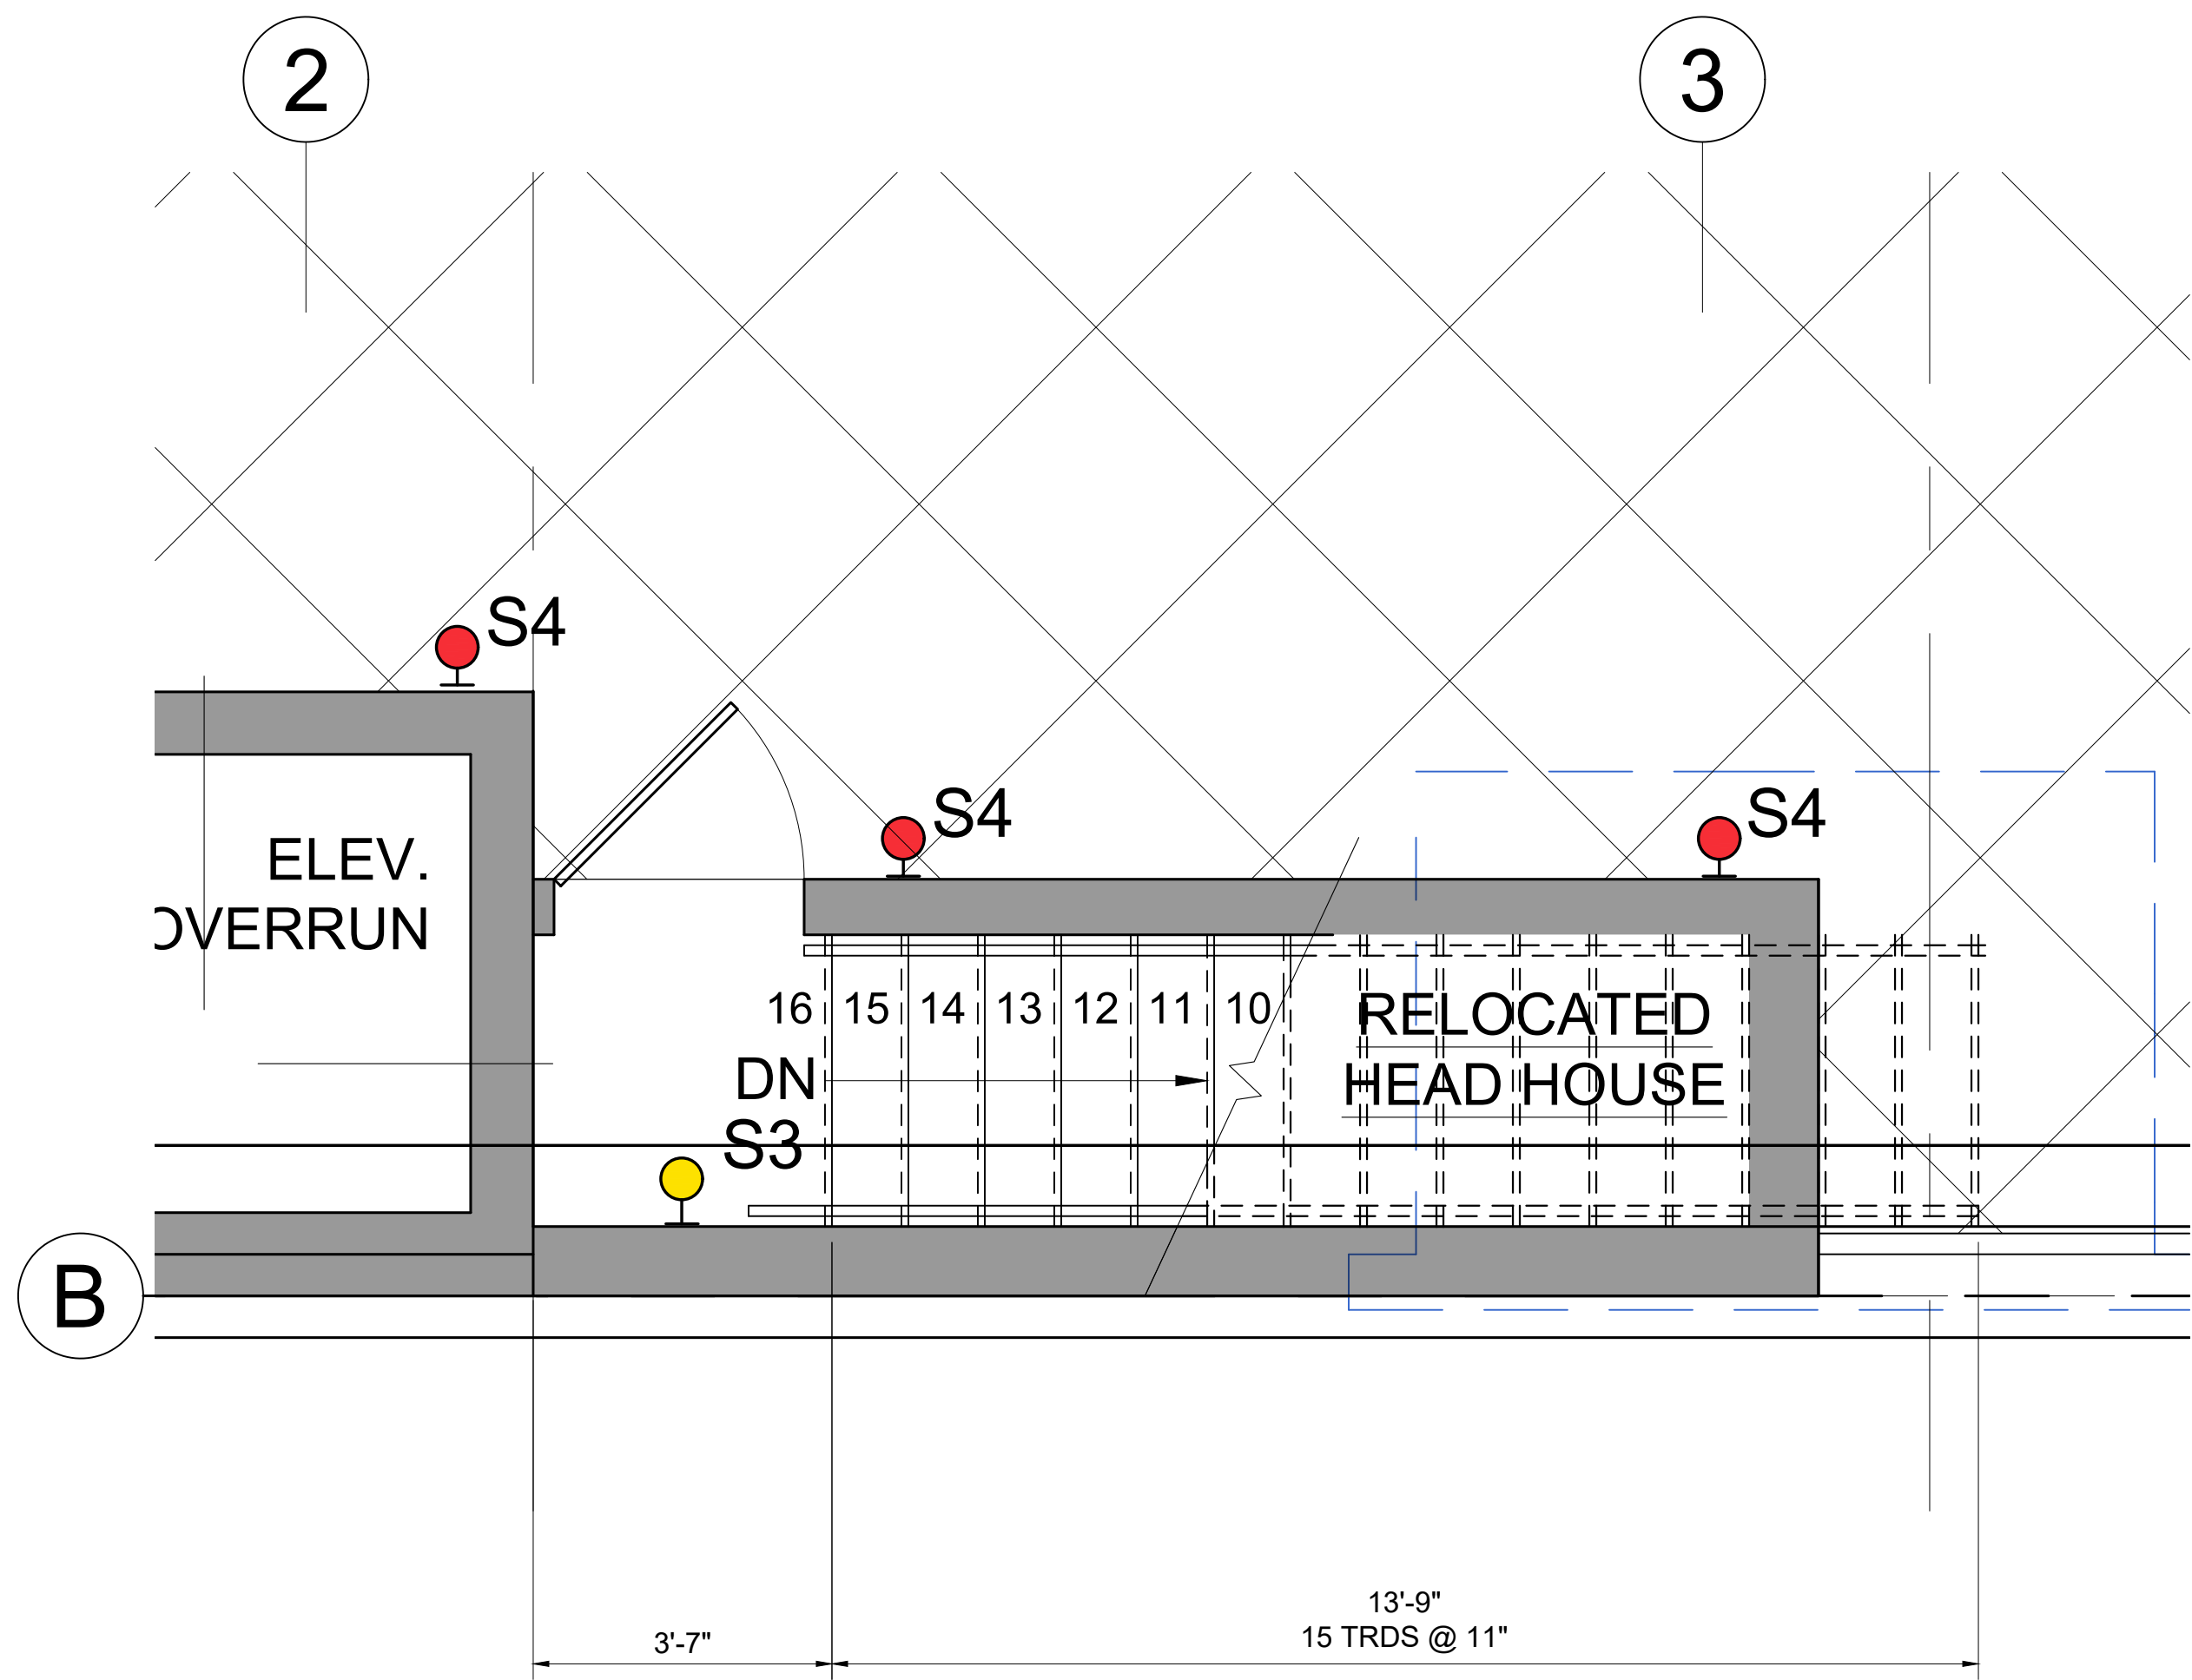 2
3
S4
S4
S4
ELEV.
OVERRUN
16 15 14 13 12 11 10
RELOCATED
HEAD HOUSE
DN
S3
B
13'-9"
15 TRDS @ 11"
3'-7"